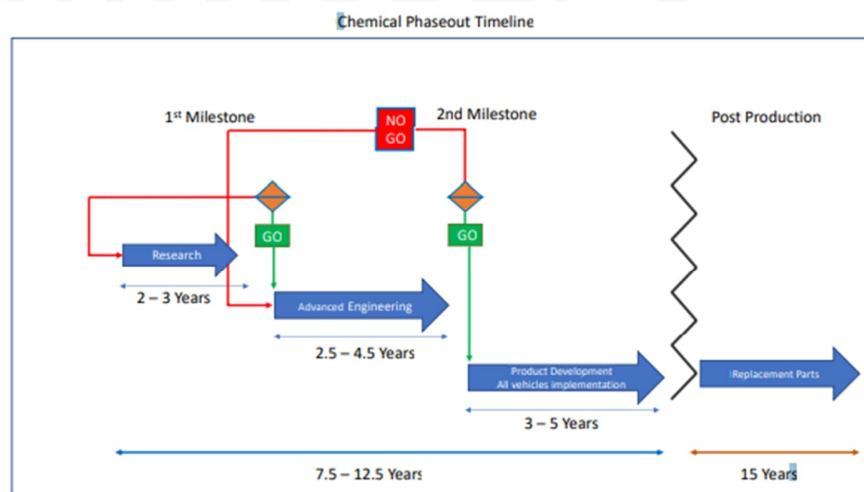 Chemical Phaseout Timeline
1st Milestone
NO
GO
2nd Milestone
Post Production
GO
GO
Research
2 – 3 Years
Advanced Engineering
2.5 – 4.5 Years
Product Development
All vehicles implementation
Replacement Parts
3 – 5 Years
7.5 – 12.5 Years
15 Years